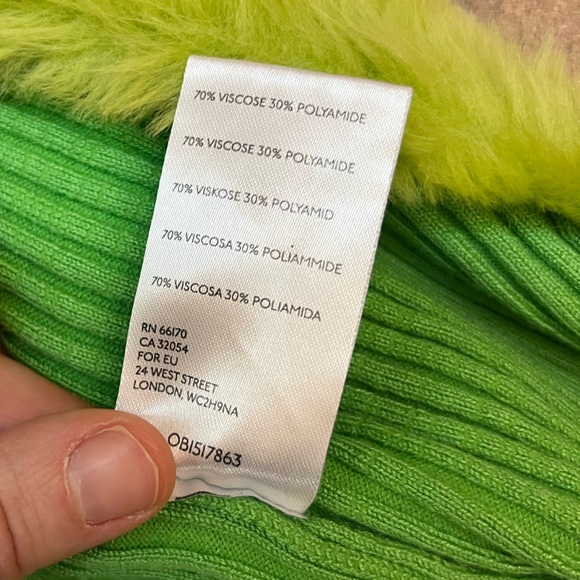 70% VISCOSE 30% POLYAMIDE
70% VISCOSE 30% POLYAMIDE
70% VISKOSE 30% POLYAMID
70% VISCOSA 30% POLIAMMIDE
70% VISCOSA 30% POLIAMIDA
RN 66170
CA 32054
FOR EU
24 WEST STREET
LONDON, WC2H9NA
OB1517863